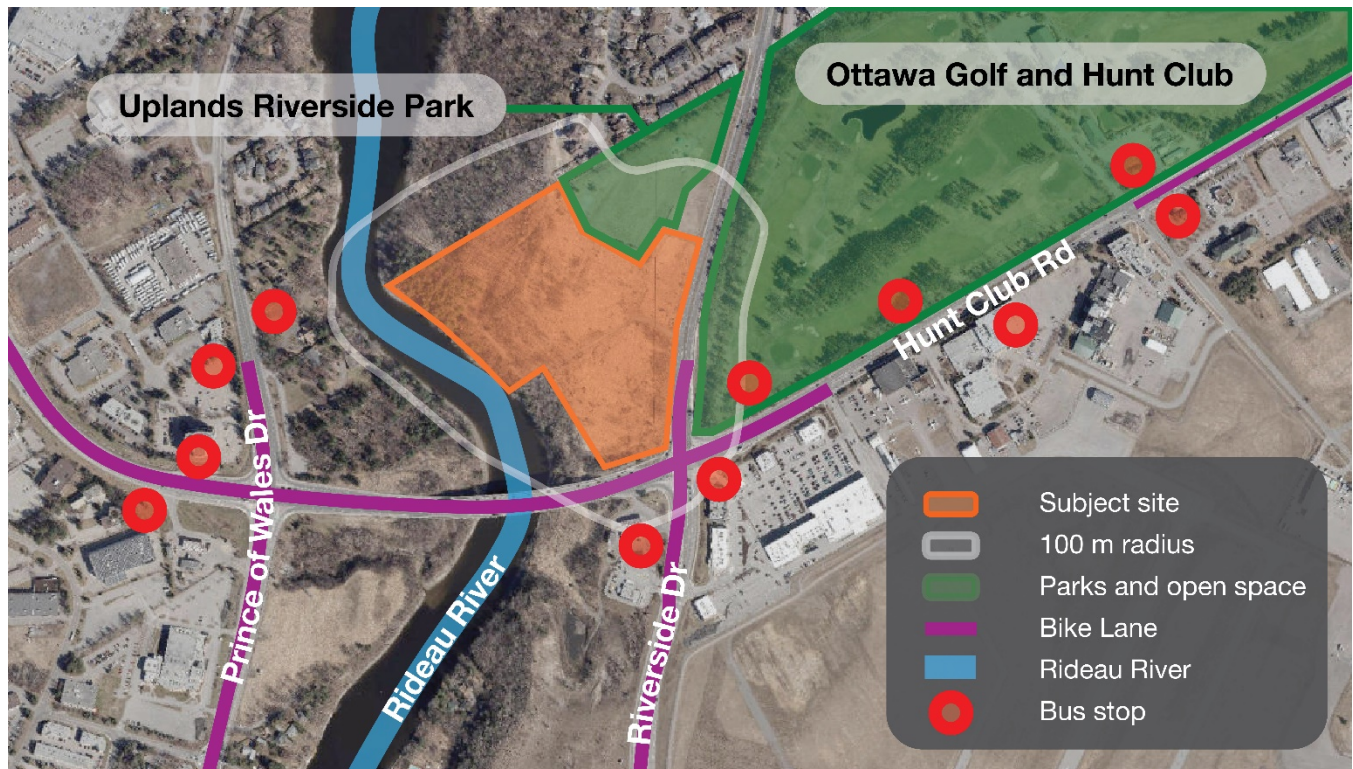 Uplands Riverside Park
Ottawa Golf and Hunt Club
Hunt Club Rd
Prince of Wales Dr
Rideau River
Riverside Dr
Subject site
100 m radius
Parks and open space
Bike Lane
Rideau River
Bus stop